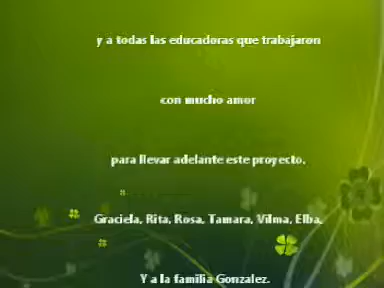 y a todas las educadoras que trabajaron
con mucho amor
para llevar adelante este proyecto.
Graciela, Rita, Rosa, Tamara, Vilma, Elba,
Y a la familia Gonzalez.